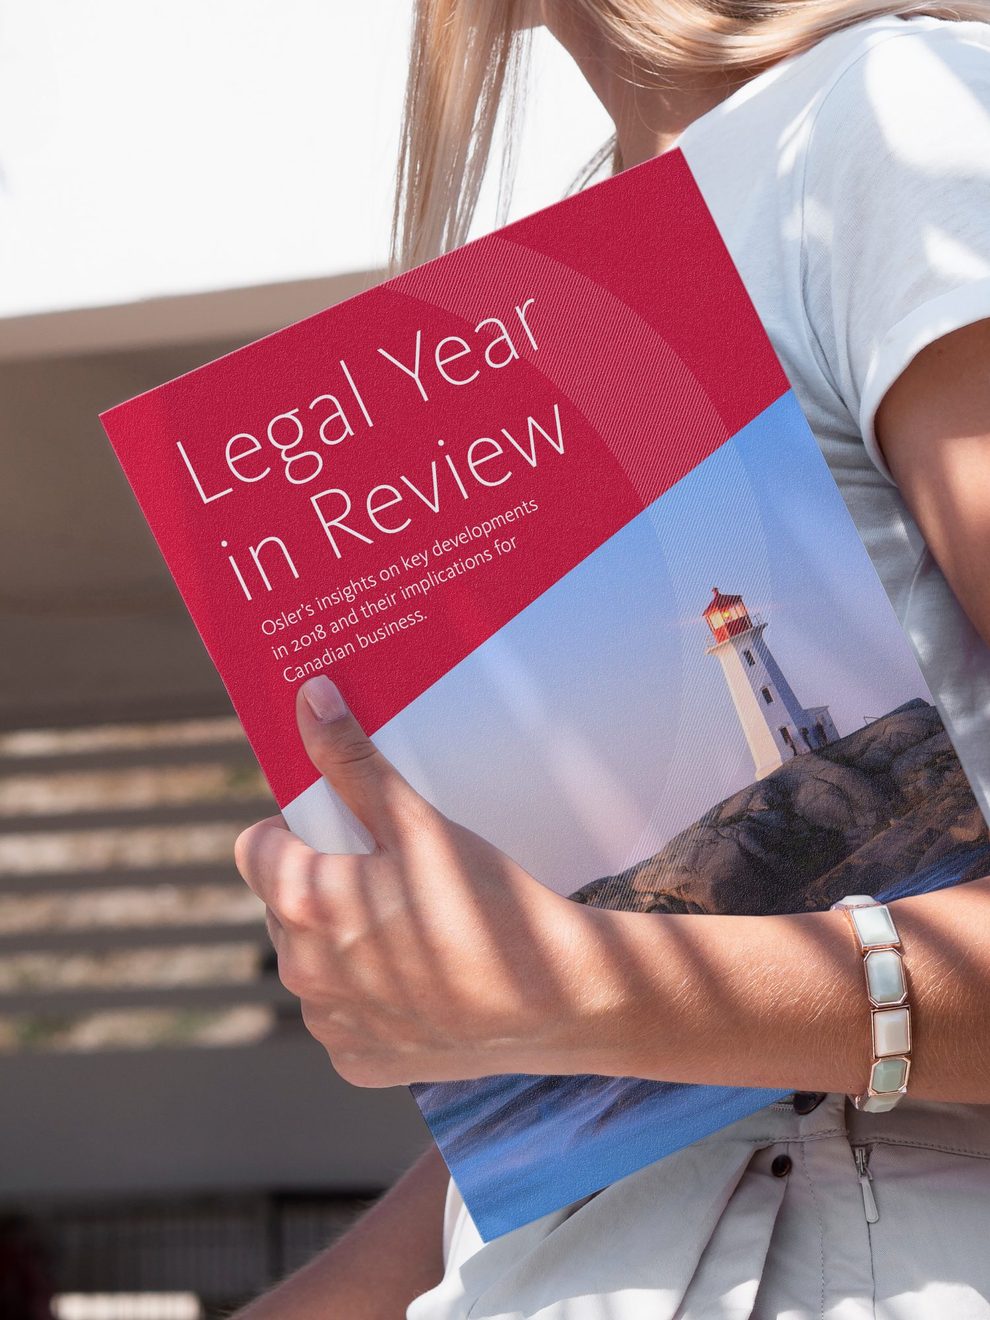 Legal Year
in Review
Osler's insights on key developments
in 2018 and their implications for
Canadian business.